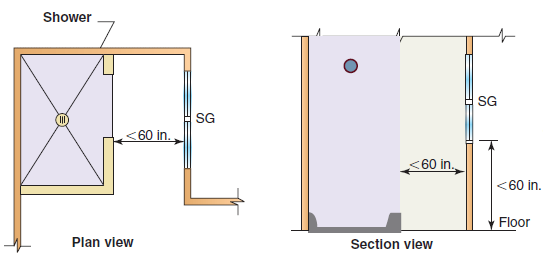 Shower
SG
<60 in.
Plan view
SG
<60 in.
<60 in.
Floor
Section view